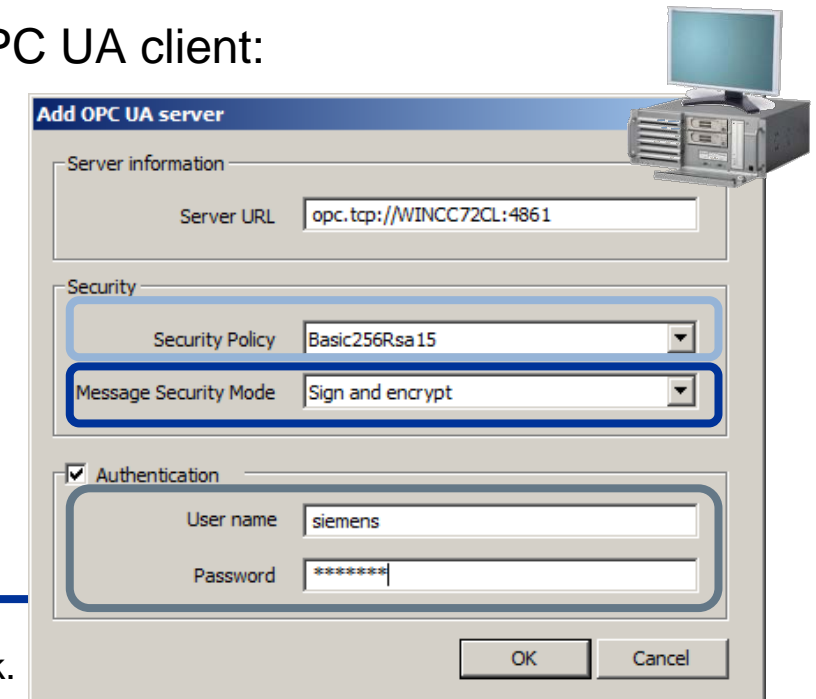 PC UA client:
Add OPC UA server
Server information
Server URL opc.tcp://WINCC72CL:4861
Security
Security Policy Basic256Rsa15
Message Security Mode Sign and encrypt
Authentication
User name siemens
Password *******
OK Cancel
k.